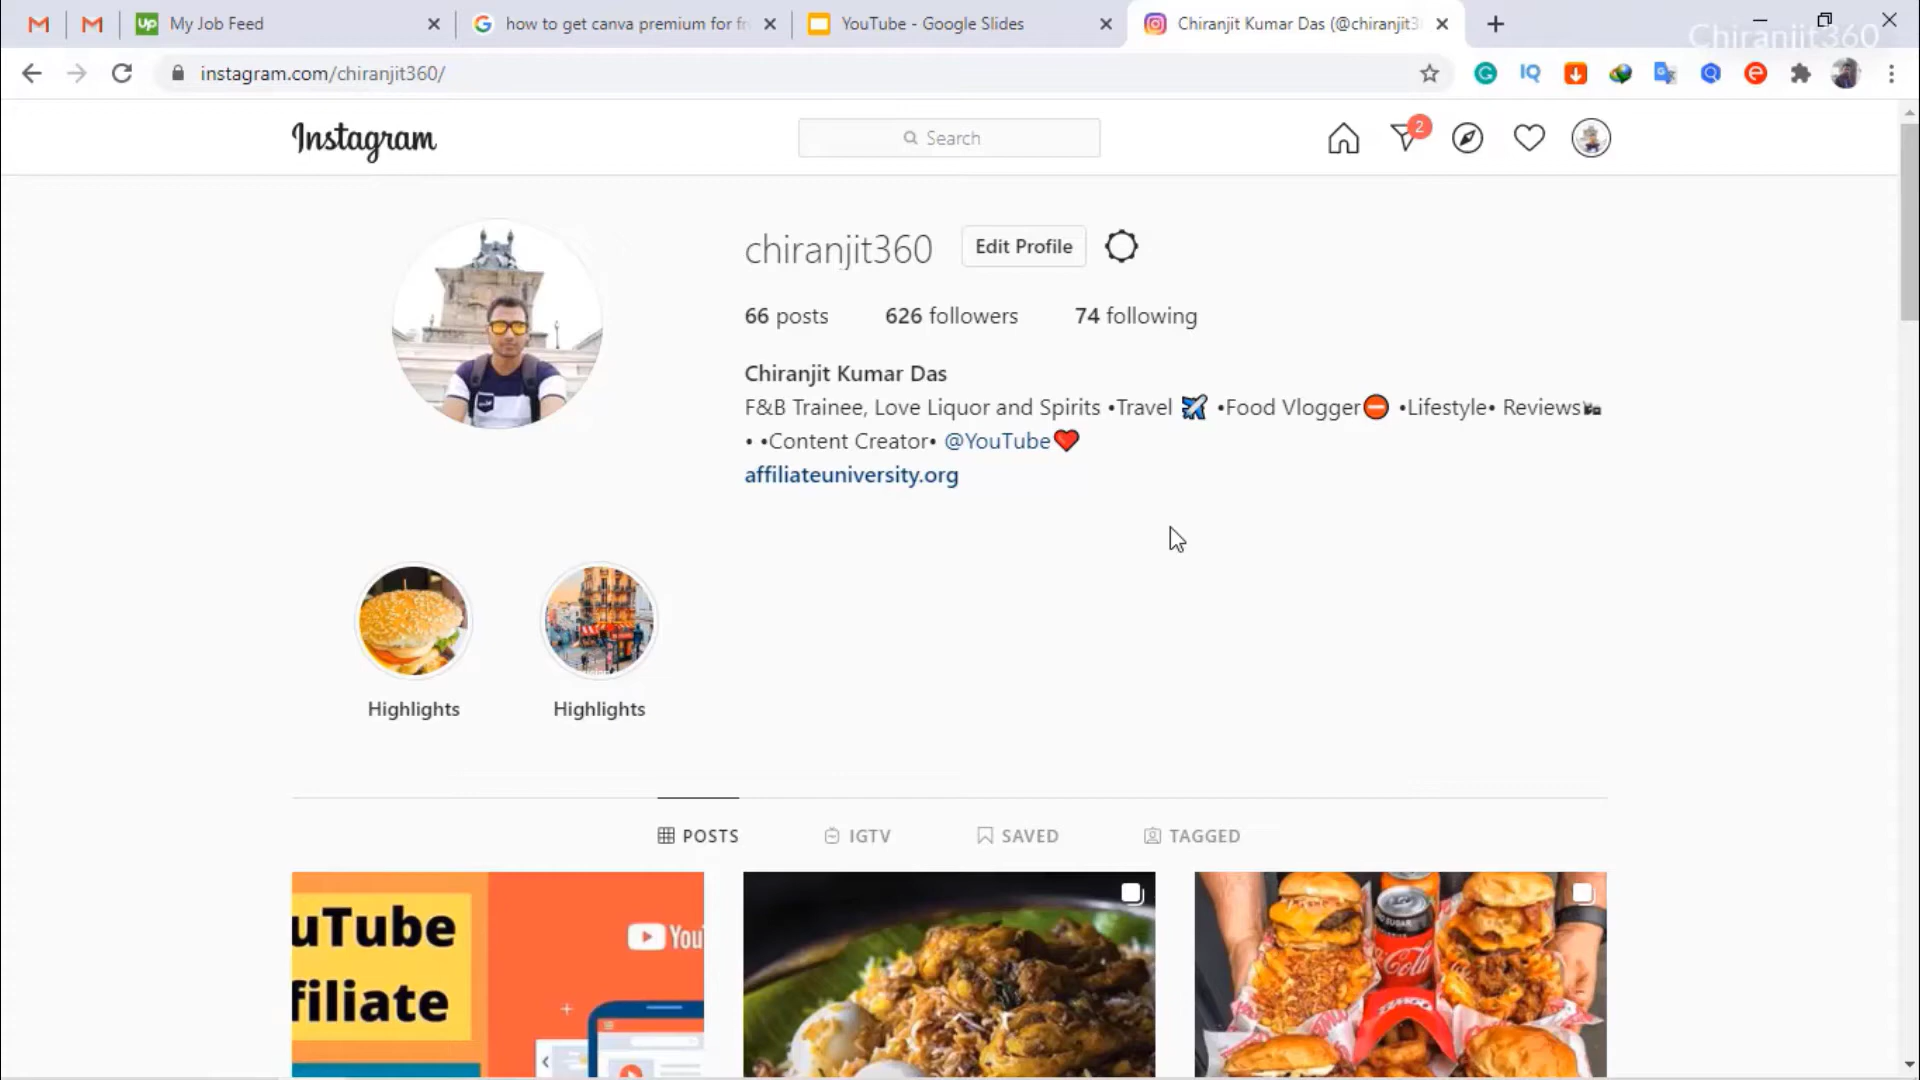 My Job Feed
how to get canva premium for fr
YouTube - Google Slides
Chiranjit Kumar Das (@chiranjit3
Chiranjit360
instagram.com/chiranjit360/
Instagram
Search
2
chiranjit360
Edit Profile
66 posts
626 followers
74 following
Chiranjit Kumar Das
F&B Trainee, Love Liquor and Spirits •Travel ✈️ •Food Vlogger⛔ •Lifestyle• Reviews
• •Content Creator• @YouTube❤️
affiliateuniversity.org
Highlights
Highlights
POSTS
IGTV
SAVED
TAGGED
uTube
filiate
You